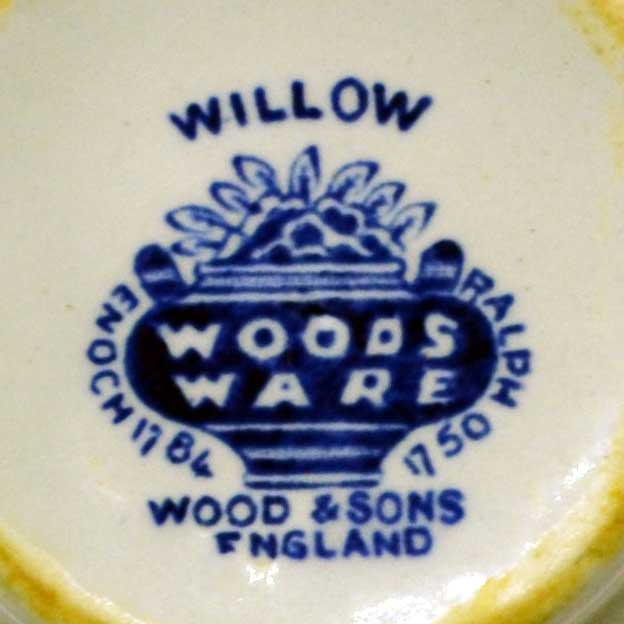 WILLOW
ENOCH 1784
RALPH 1750
WOODS
WARE
WOOD & SONS
ENGLAND